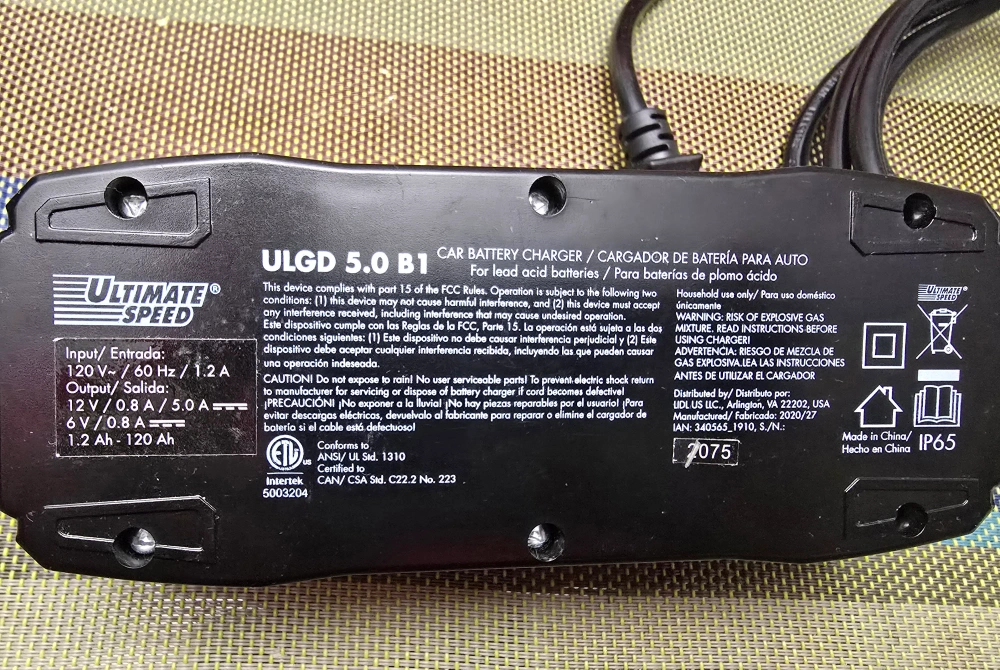 ULGD 5.0 B1
CAR BATTERY CHARGER / CARGADOR DE BATERÍA PARA AUTO
For lead acid batteries / Para baterías de plomo ácido
ULTIMATE
SPEED®
Input/ Entrada:
120 V~ / 60 Hz / 1.2 A
Output/ Salida:
12 V / 0.8 A / 5.0 A
6 V / 0.8 A
1.2 Ah - 120 Ah
This device complies with part 15 of the FCC Rules. Operation is subject to the following two
conditions: (1) this device may not cause harmful interference, and (2) this device must accept
any interference received, including interference that may cause undesired operation.
Este dispositivo cumple con las Reglas de la FCC, Parte 15. La operación está sujeta a las dos
condiciones siguientes: (1) Este dispositivo no debe causar interferencia perjudicial y (2) Este
dispositivo debe aceptar cualquier interferencia recibida, incluyendo las que puedan causar
una operación indeseada.
CAUTION! Do not expose to rain! No user serviceable parts! To prevent electric shock return
to manufacturer for servicing or dispose of battery charger if cord becomes defective!
¡PRECAUCIÓN! ¡No exponer a la lluvia! ¡No hay piezas reparables por el usuario! Para
evitar descargas eléctricas, devuelvalo al fabricante para reparar o elimine el cargador de
batería si el cable está defectuoso!
ETL
US
Intertek
5003204
Conforms to
ANSI/ UL Std. 1310
Certified to
CAN/ CSA Std. C22.2 No. 223
Household use only/ Para uso doméstico
únicamente
WARNING: RISK OF EXPLOSIVE GAS
MIXTURE. READ INSTRUCTIONS BEFORE
USING CHARGER!
ADVERTENCIA: RIESGO DE MEZCLA DE
GAS EXPLOSIVA.LEA LAS INSTRUCCIONES
ANTES DE UTILIZAR EL CARGADOR
Distributed by/ Distributo por:
LIDL US LLC., Arlington, VA 22202, USA
Manufactured/ Fabricado: 2020/27
IAN: 340565_1910, S./N.:
2075
ULTIMATE
SPEED®
Made in China/
Hecho en China
IP65